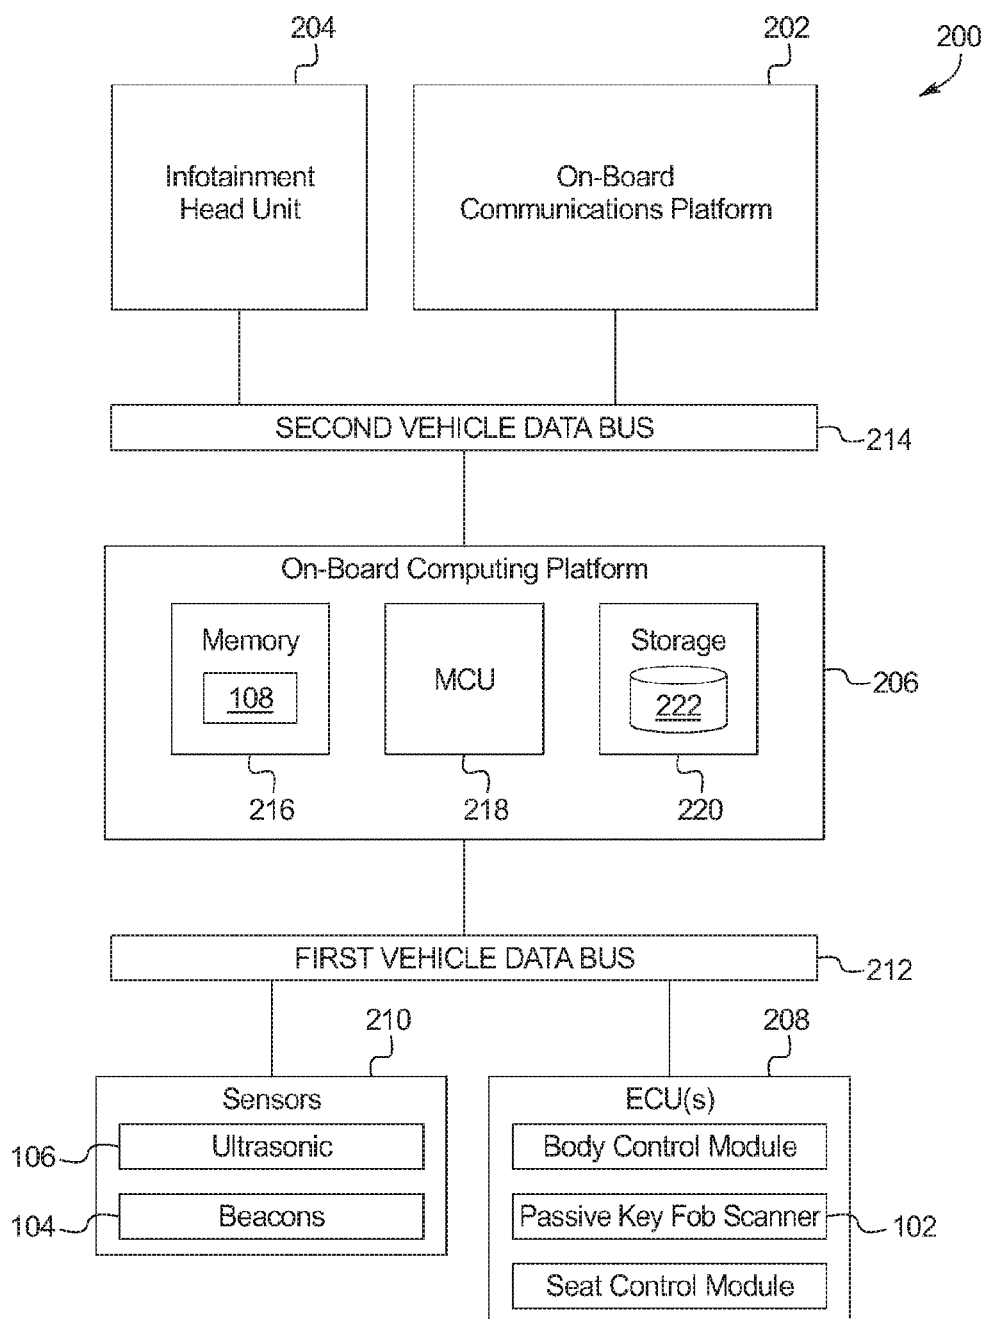 204
202
200
Infotainment
Head Unit
On-Board
Communications Platform
SECOND VEHICLE DATA BUS
214
On-Board Computing Platform
Memory
108
MCU
Storage
222
206
216
218
220
FIRST VEHICLE DATA BUS
212
210
208
Sensors
ECU(s)
106
Ultrasonic
Body Control Module
104
Beacons
Passive Key Fob Scanner
102
Seat Control Module